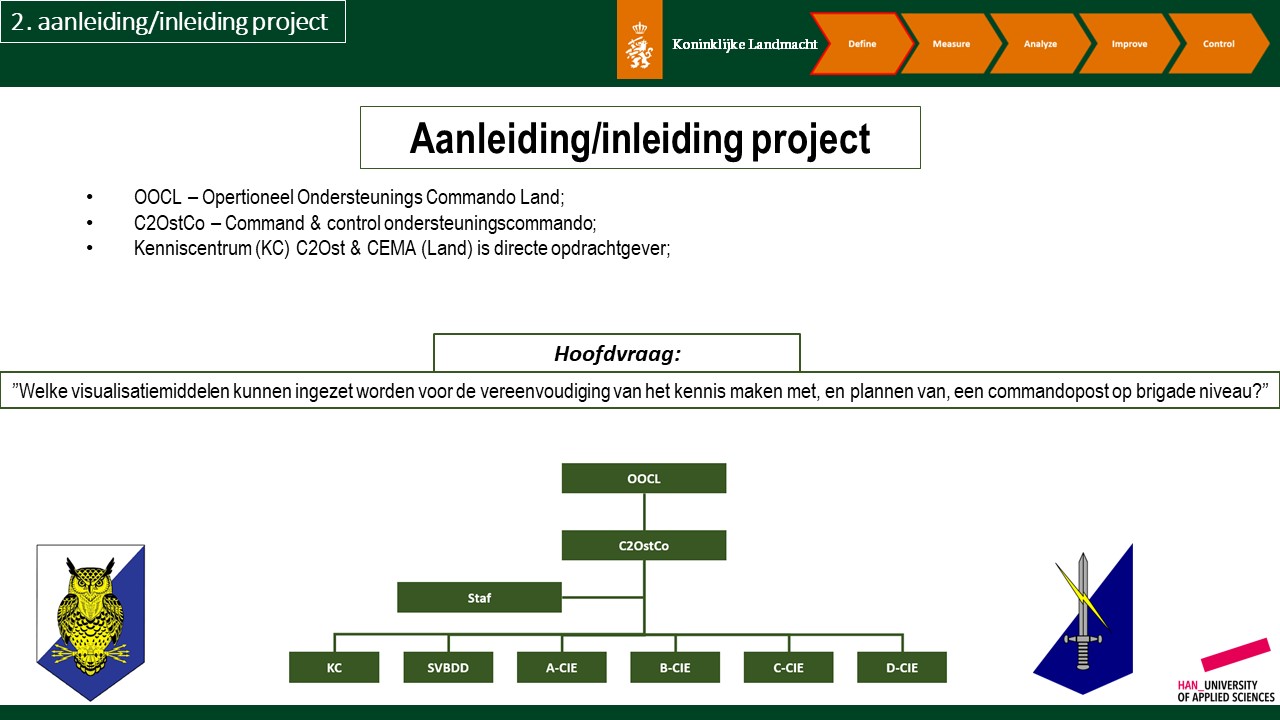 2. aanleiding/inleiding project
Koninklijke Landmacht
Define
Measure
Analyze
Improve
Control
Aanleiding/inleiding project
• OOCL – Opertioneel Ondersteunings Commando Land;
• C2OstCo – Command & control ondersteuningscommando;
• Kenniscentrum (KC) C2Ost & CEMA (Land) is directe opdrachtgever;
Hoofdvraag:
”Welke visualisatiemiddelen kunnen ingezet worden voor de vereenvoudiging van het kennis maken met, en plannen van, een commandopost op brigade niveau?”
OOCL
C2OstCo
Staf
KC
SVBDD
A-CIE
B-CIE
C-CIE
D-CIE
HAN_UNIVERSITY
OF APPLIED SCIENCES